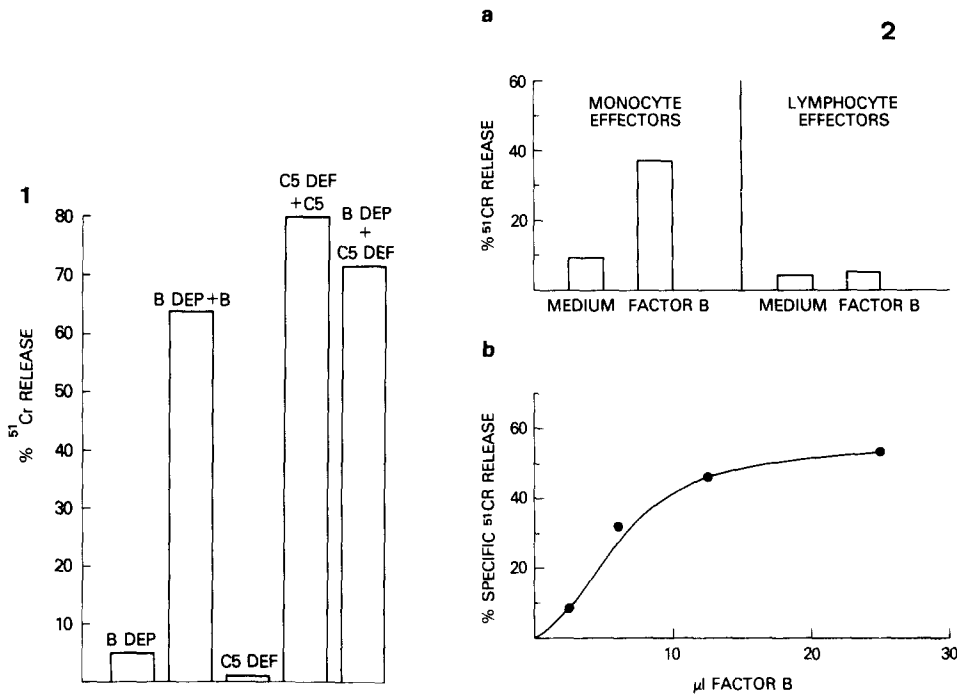 1
% 51Cr RELEASE
80
70
60
50
40
30
20
10
B DEP
B DEP+B
C5 DEF
C5 DEF
+C5
B DEP
+
C5 DEF
2
a
% 51CR RELEASE
60
40
20
MONOCYTE
EFFECTORS
LYMPHOCYTE
EFFECTORS
MEDIUM FACTOR B
MEDIUM FACTOR B
b
% SPECIFIC 51CR RELEASE
60
40
20
10 20 30
µl FACTOR B